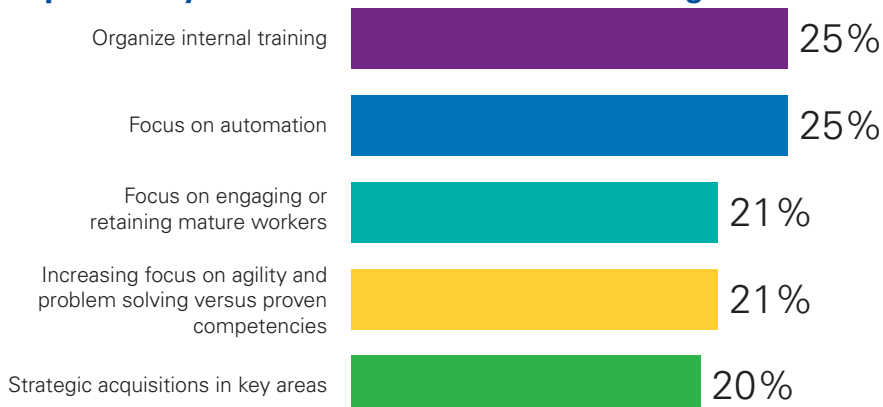 Organize internal training
25%
Focus on automation
25%
Focus on engaging or
retaining mature workers
21%
Increasing focus on agility and
problem solving versus proven
competencies
21%
Strategic acquisitions in key areas
20%